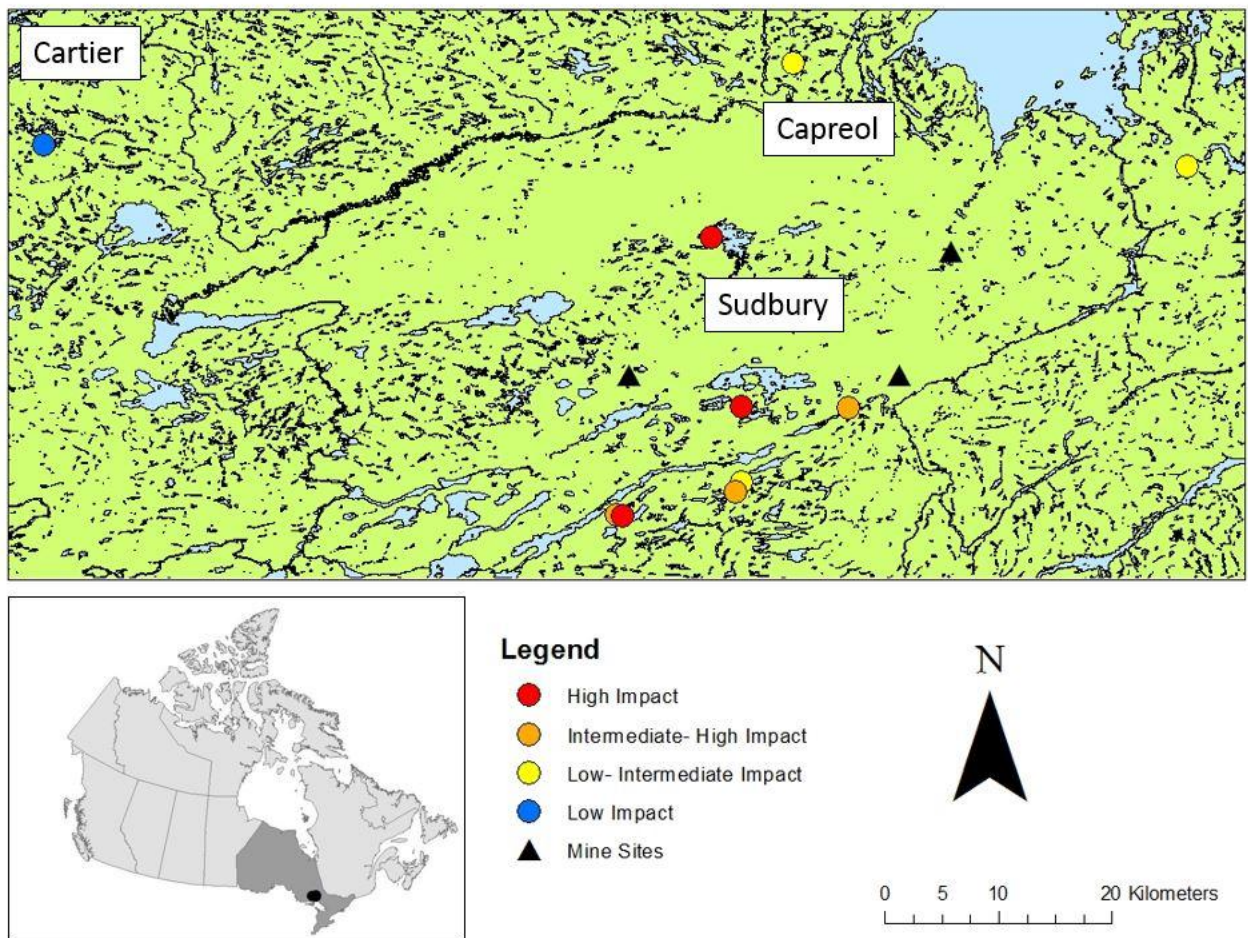 Cartier
Capreol
Sudbury
Legend
High Impact
Intermediate- High Impact
Low- Intermediate Impact
Low Impact
Mine Sites
N
0 5 10 20 Kilometers